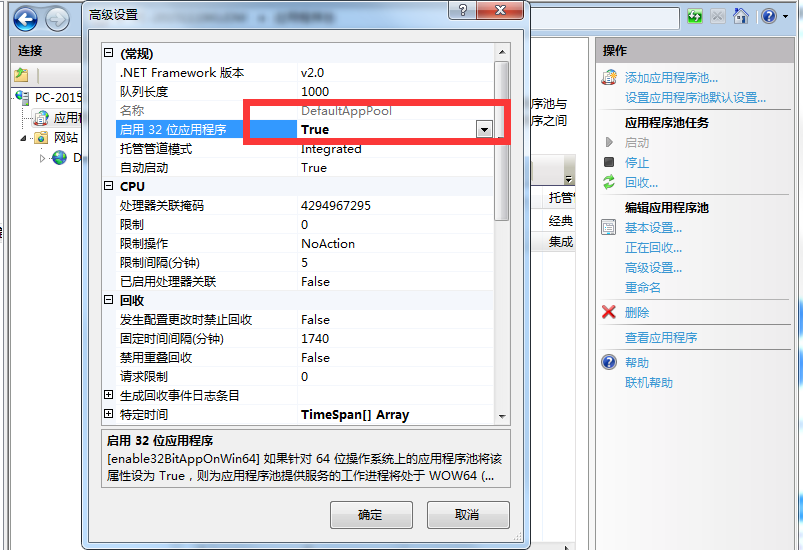 高级设置
连接
PC-2015
应用程
网站
D
(常规)
.NET Framework 版本 v2.0
队列长度 1000
名称 DefaultAppPool
启用 32 位应用程序 True
托管管道模式 Integrated
自动启动 True
CPU
处理器关联掩码 4294967295
限制 0
限制操作 NoAction
限制间隔(分钟) 5
已启用处理器关联 False
回收
发生配置更改时禁止回收 False
固定时间间隔(分钟) 1740
禁用重叠回收 False
请求限制 0
生成回收事件日志条目
特定时间 TimeSpan[] Array
启用 32 位应用程序
[enable32BitAppOnWin64] 如果针对 64 位操作系统上的应用程序池将该
属性设为 True，则为应用程序池提供服务的工作进程将处于 WOW64 (...
确定 取消
序池与
序之间
托管
经典
集成
操作
添加应用程序池...
设置应用程序池默认设置...
应用程序池任务
启动
停止
回收...
编辑应用程序池
基本设置...
正在回收...
高级设置...
重命名
删除
查看应用程序
帮助
联机帮助